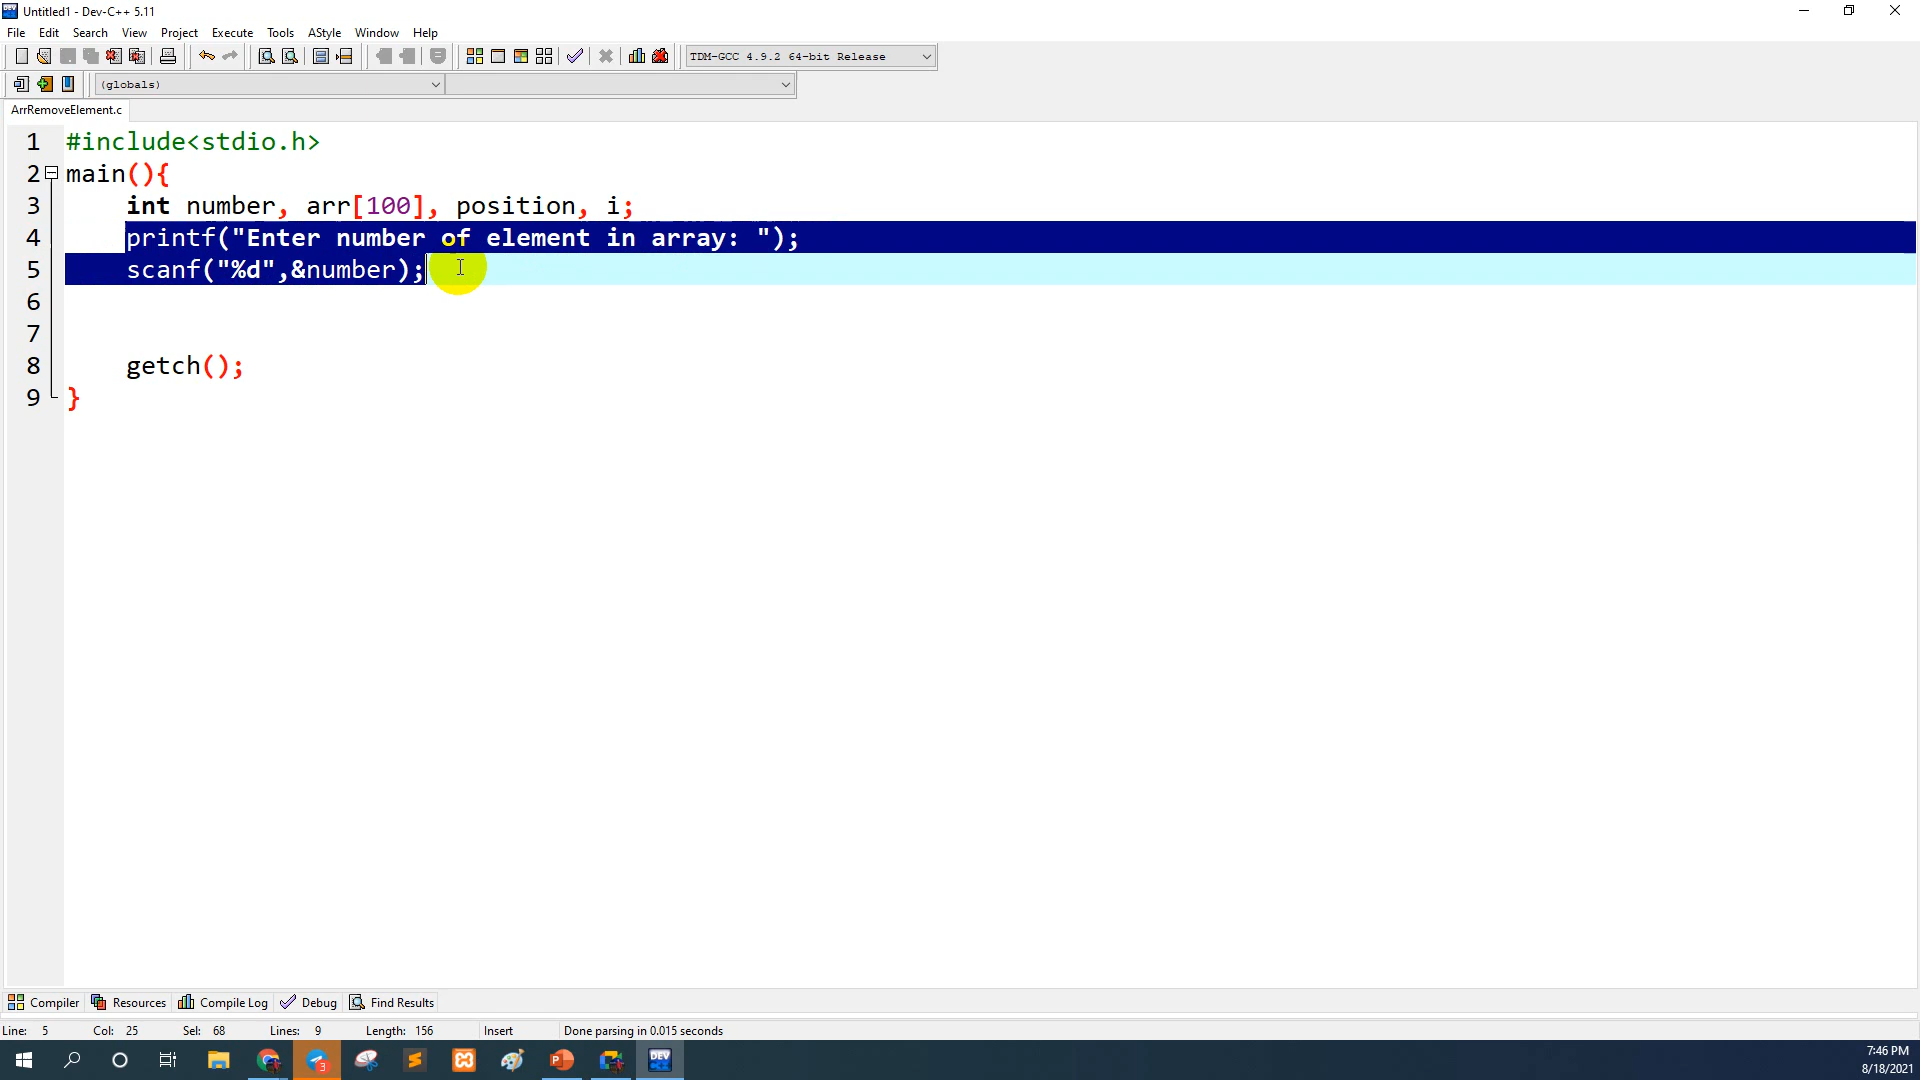 Untitled1 - Dev-C++ 5.11
File Edit Search View Project Execute Tools AStyle Window Help
TDM-GCC 4.9.2 64-bit Release
(globals)
ArrRemoveElement.c
1 #include<stdio.h>
2 main(){
3 int number, arr[100], position, i;
4 printf("Enter number of element in array: ");
5 scanf("%d",&number);
6
7
8 getch();
9 }
Compiler Resources Compile Log Debug Find Results
Line: 5 Col: 25 Sel: 68 Lines: 9 Length: 156 Insert Done parsing in 0.015 seconds
3
DEV
7:46 PM
8/18/2021